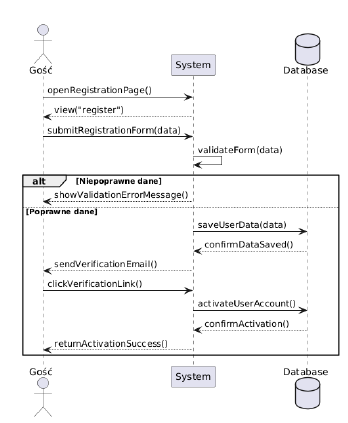 Gość
System
Database
openRegistrationPage()
view("register")
submitRegistrationForm(data)
validateForm(data)
alt [Niepoprawne dane]
showValidationErrorMessage()
[Poprawne dane]
saveUserData(data)
confirmDataSaved()
sendVerificationEmail()
clickVerificationLink()
activateUserAccount()
confirmActivation()
returnActivationSuccess()
Gość
System
Database